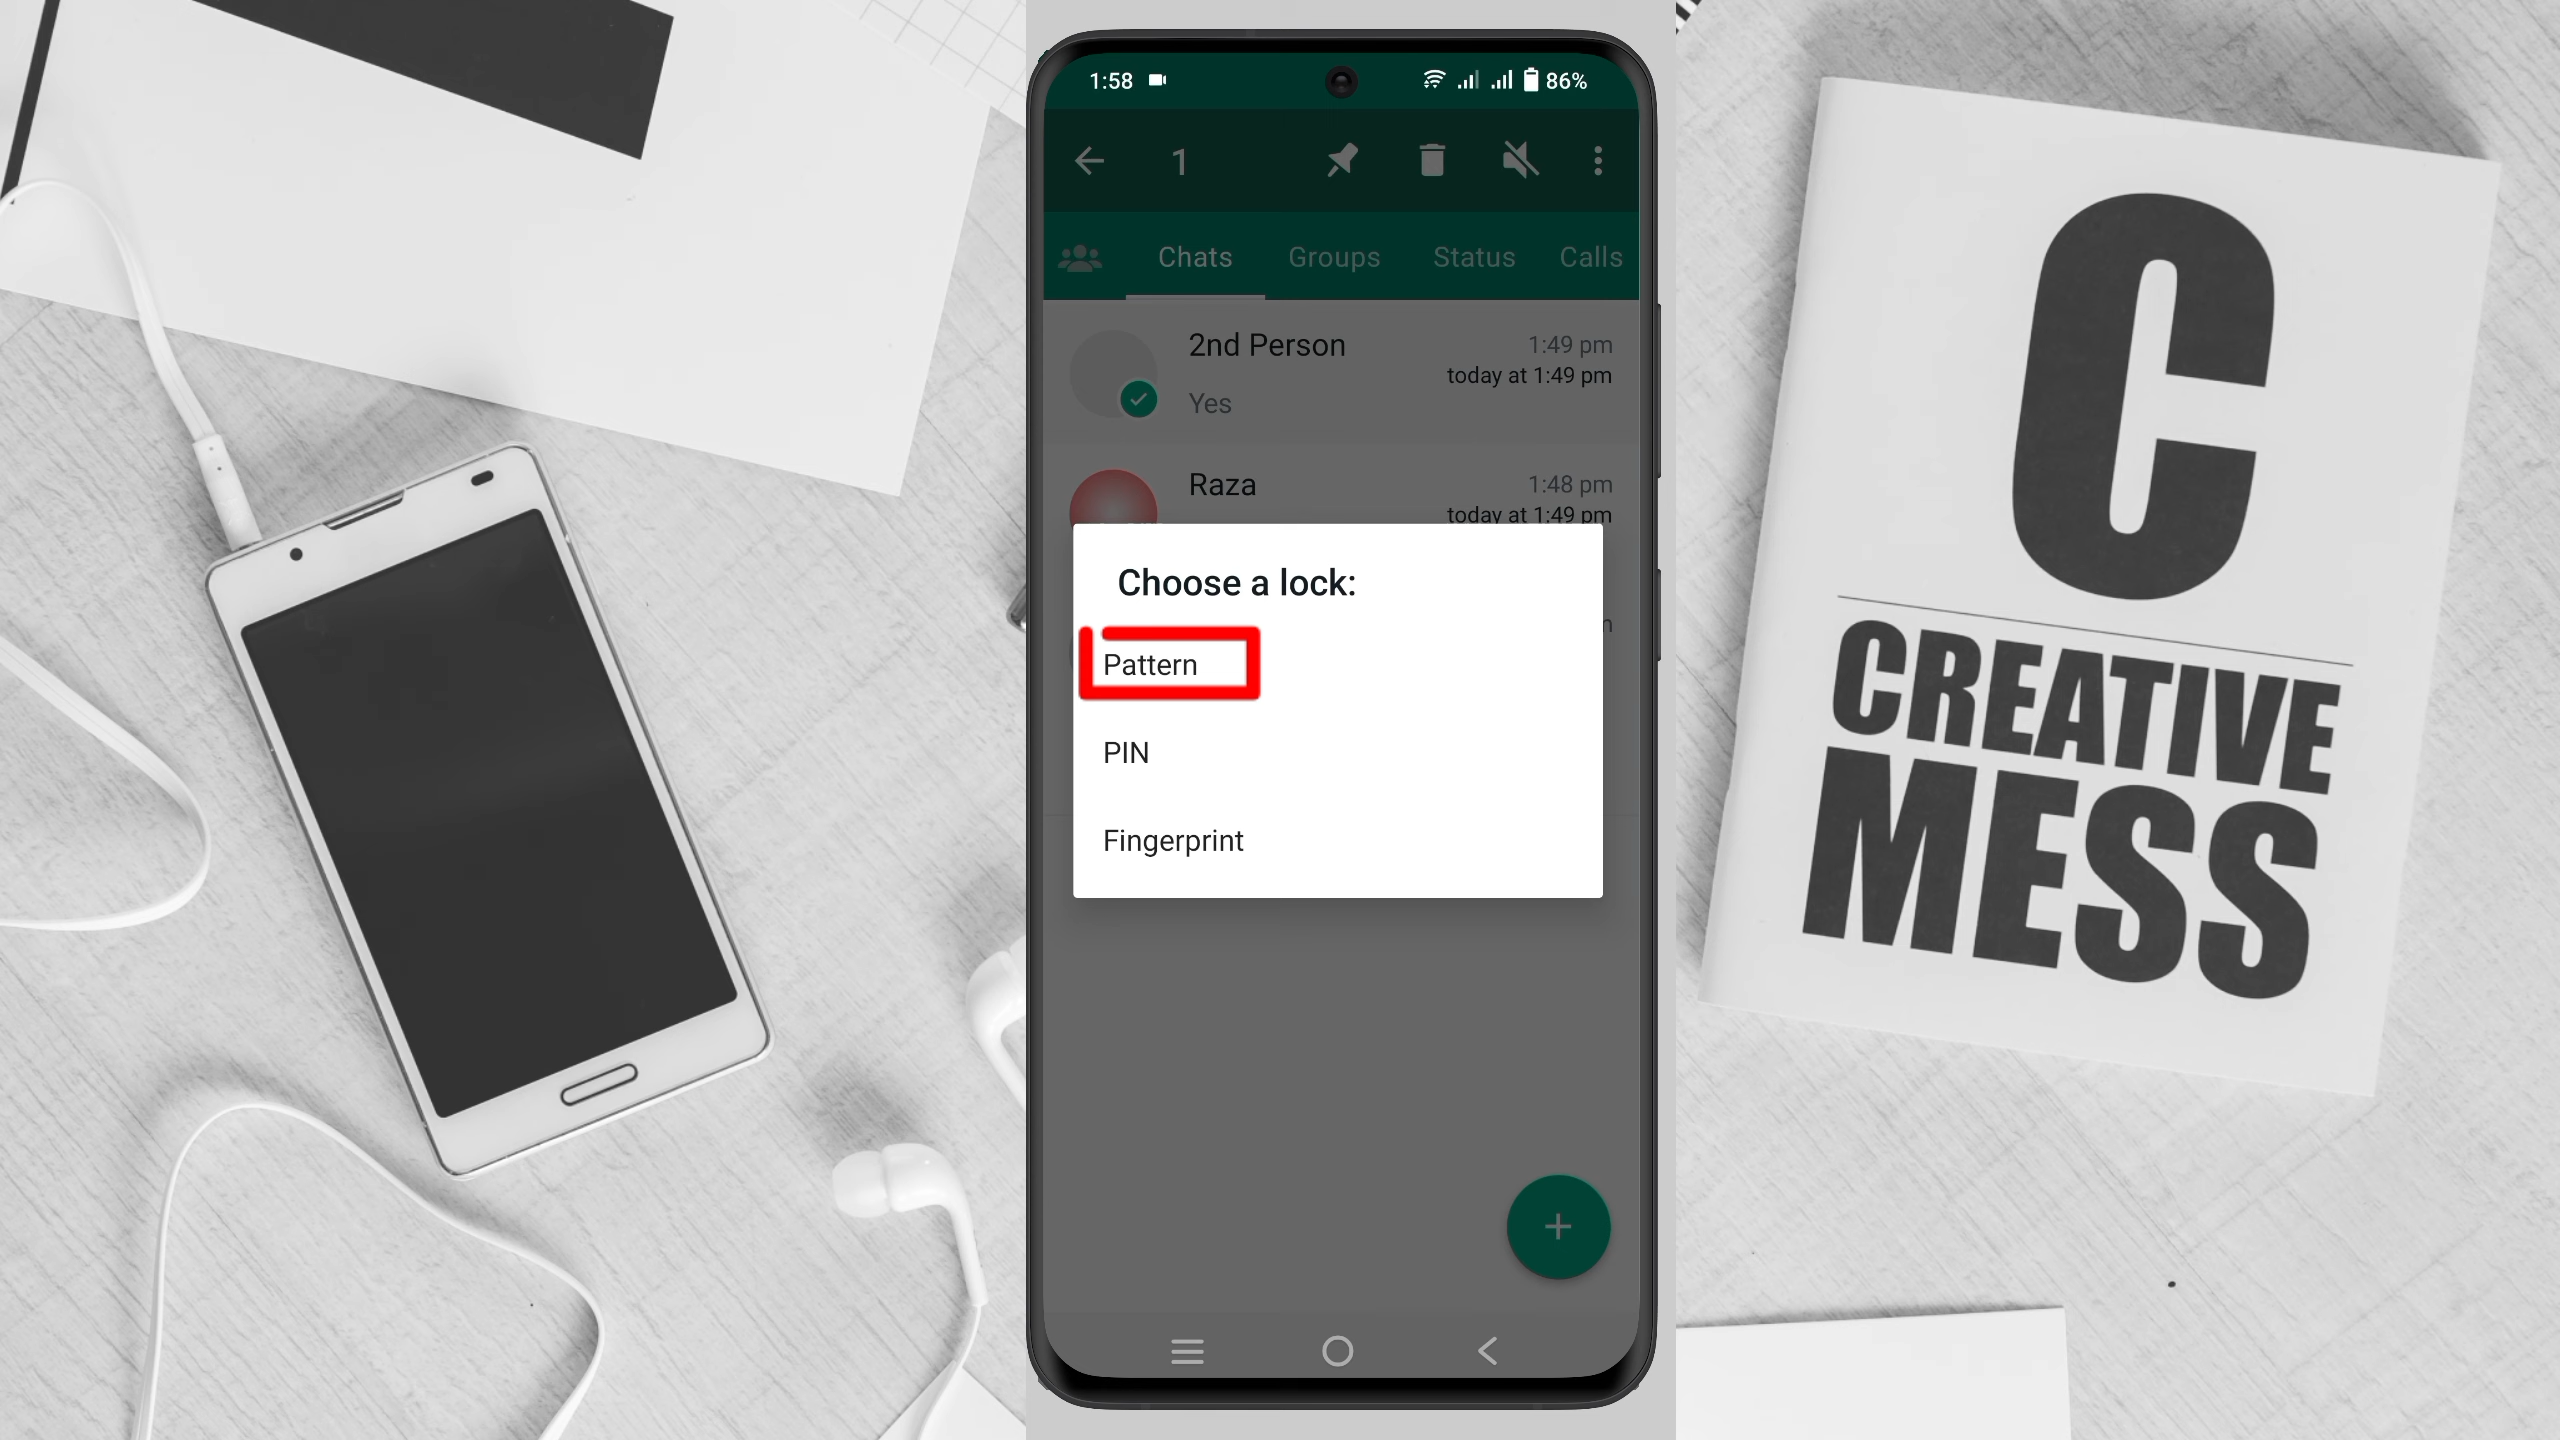 1:58 86%
1
Chats Groups Status Calls
2nd Person 1:49 pm
today at 1:49 pm
Yes
Raza 1:48 pm
today at 1:49 pm
Choose a lock:
Pattern
PIN
Fingerprint
C
CREATIVE
MESS